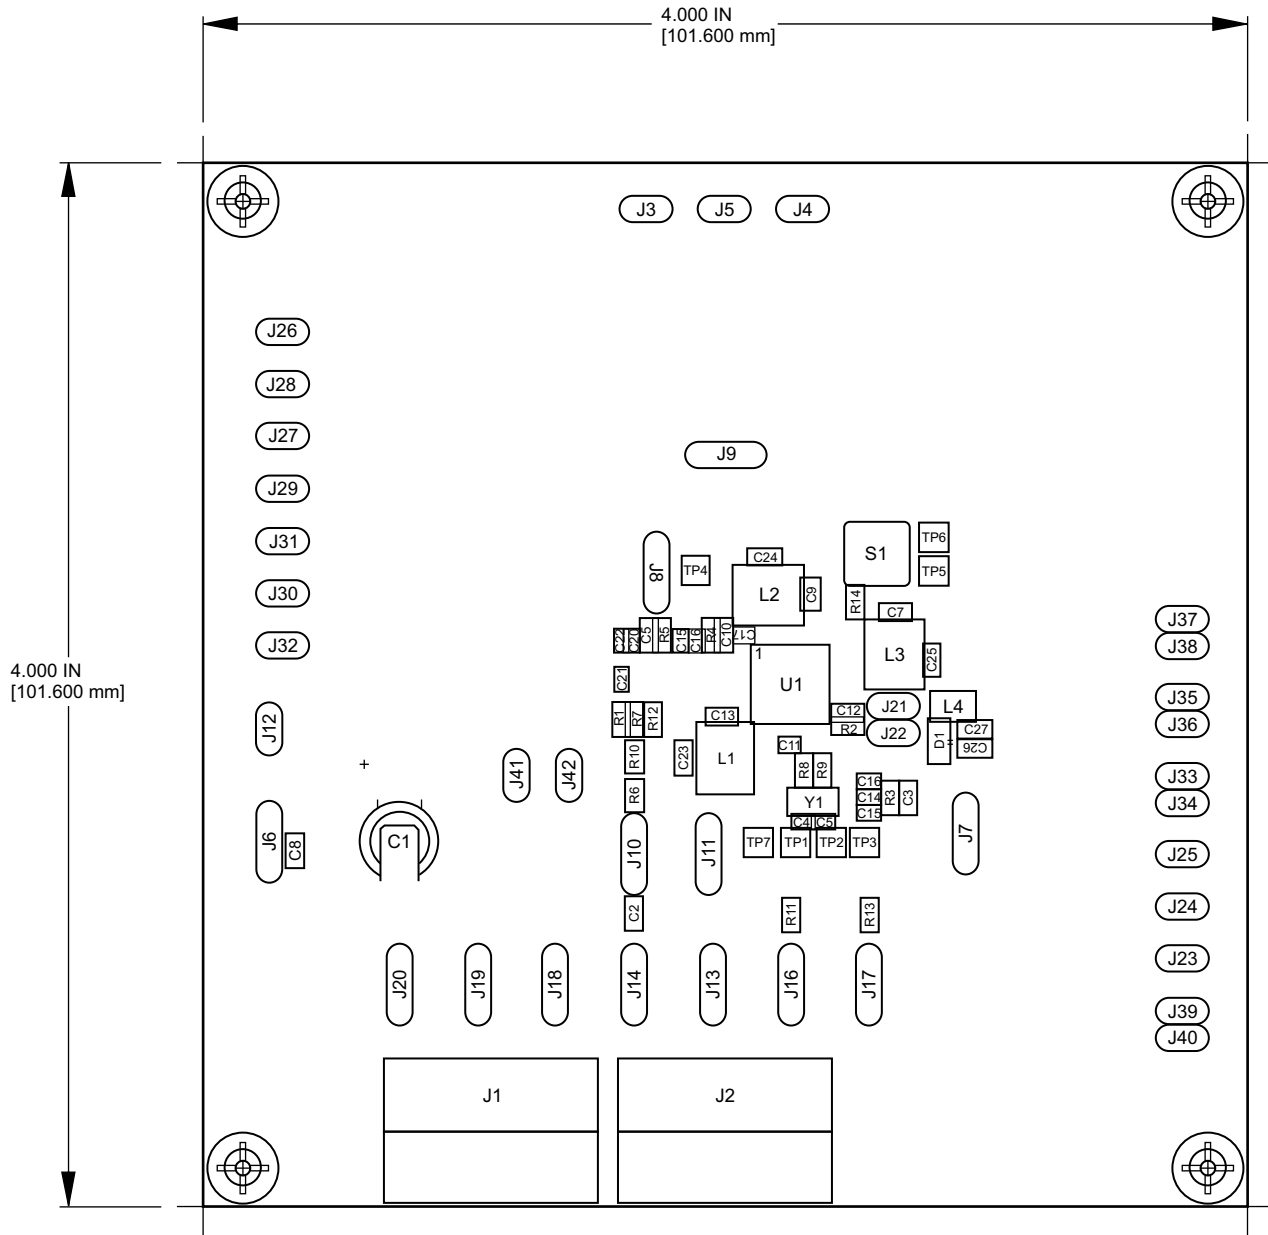 4.000 IN
[101.600 mm]
J3 J5 J4
J26
J28
J27
J9
J29
S1 TP6
J31
C24
J8 TP4 TP5
J30
L2 C9
R14 C7
J37
C22 C20 C5 R5 C15 C16 R4 C10 C17
J32 J38
1
L3 C25
4.000 IN
[101.600 mm]
C21
U1
J35
J21 L4
R1 R7 R12 C13 C12
J36
J12
R2 J22 D1 C27
C26
C11
R10 C23 L1
J41 J42 R8 R9
J33
C16
R6 Y1 C14 R3 C3
J34
C15
C4 C5
J6 C8 C1 J10 J11 TP7 TP1 TP2 TP3 J7
J25
J24
C2 R11 R13
J23
J20 J19 J18 J14 J13 J16 J17
J39
J40
J1 J2